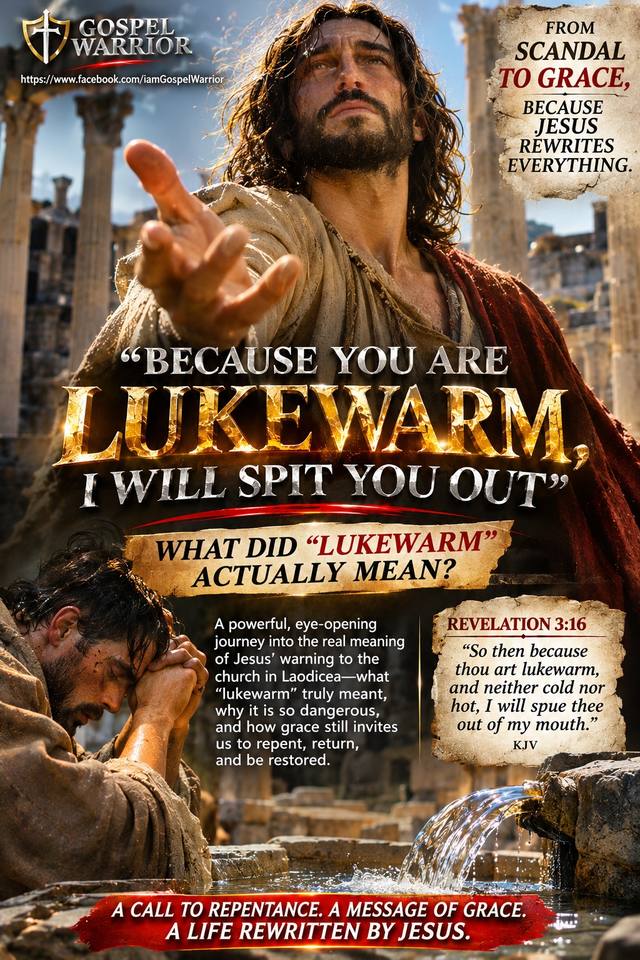 GOSPEL
WARRIOR
https://www.facebook.com/iamGospelWarrior
FROM
SCANDAL
TO GRACE,
BECAUSE
JESUS
REWRITES
EVERYTHING.
“BECAUSE YOU ARE
LUKEWARM,
I WILL SPIT YOU OUT”
WHAT DID “LUKEWARM”
ACTUALLY MEAN?
A powerful, eye-opening
journey into the real meaning
of Jesus’ warning to the
church in Laodicea—what
“lukewarm” truly meant,
why it is so dangerous,
and how grace still invites
us to repent, return,
and be restored.
REVELATION 3:16
“So then because
thou art lukewarm,
and neither cold nor
hot, I will spue thee
out of my mouth.”
KJV
A CALL TO REPENTANCE. A MESSAGE OF GRACE.
A LIFE REWRITTEN BY JESUS.